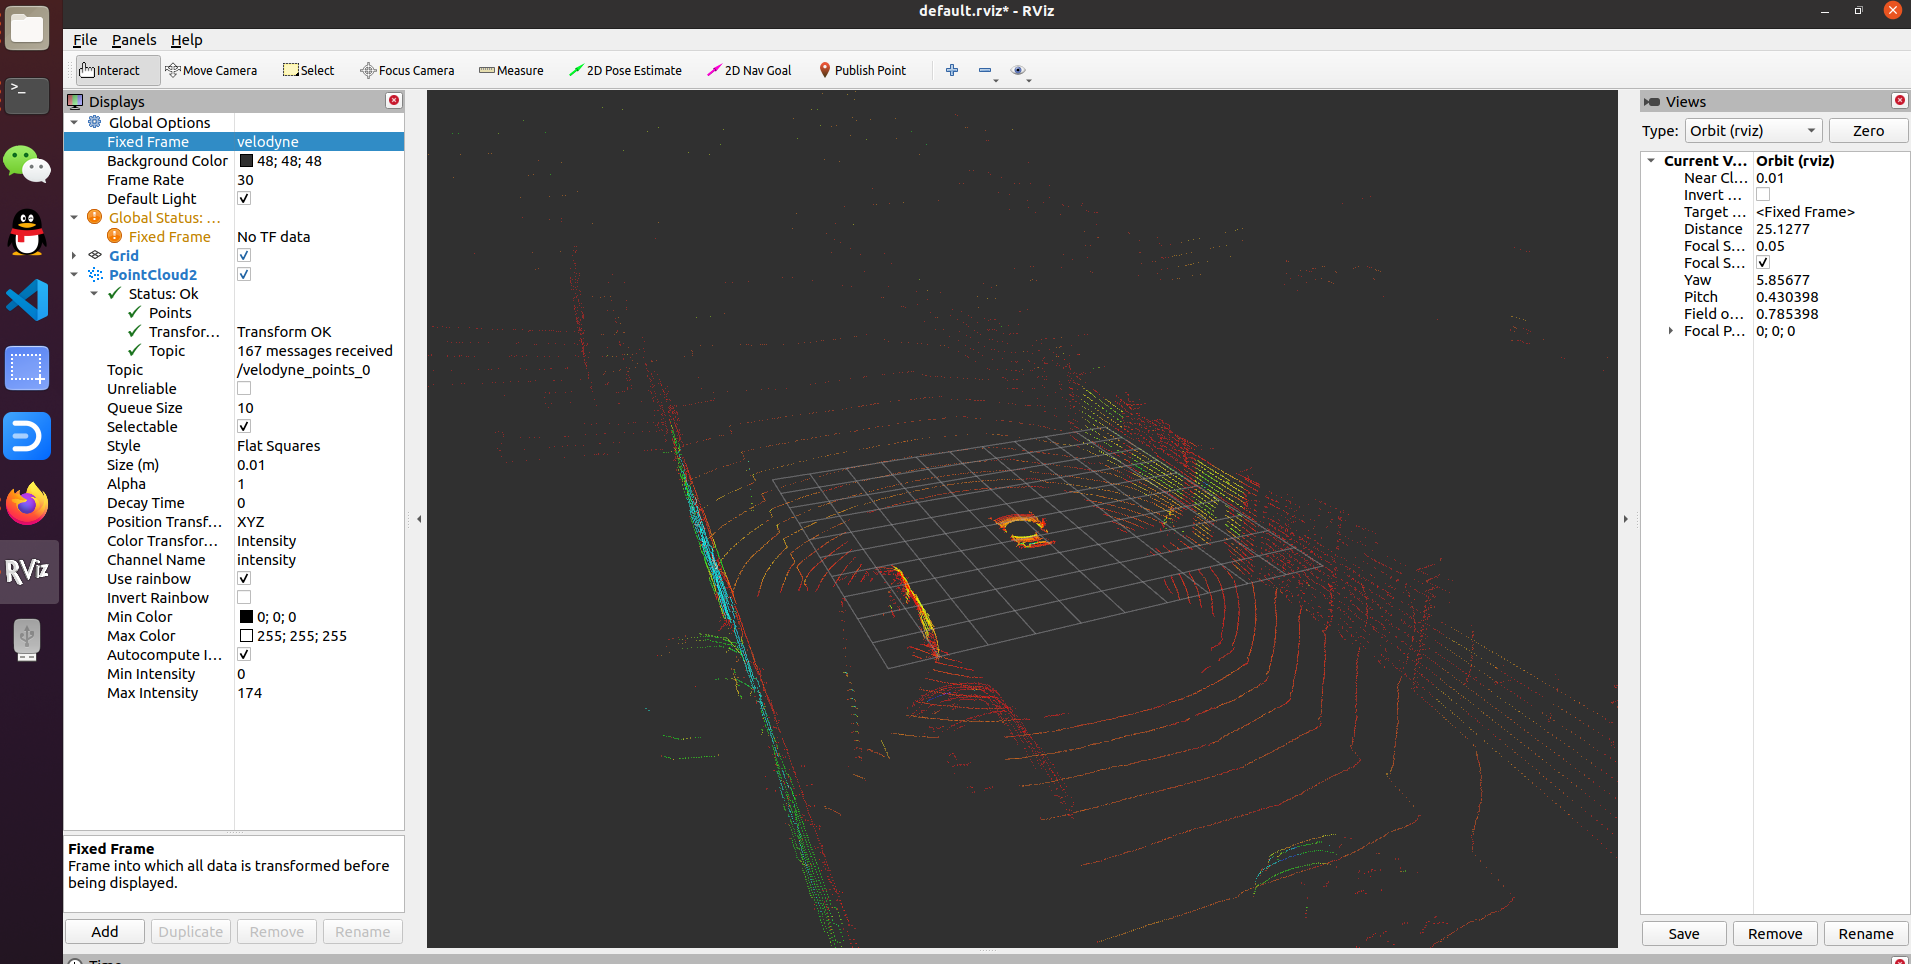 default.rviz* - RViz
File Panels Help
Interact Move Camera Select Focus Camera Measure 2D Pose Estimate 2D Nav Goal Publish Point
Displays
Global Options
Fixed Frame velodyne
Background Color 48; 48; 48
Frame Rate 30
Default Light
Global Status: ...
Fixed Frame No TF data
Grid
PointCloud2
Status: Ok
Points
Transfor... Transform OK
Topic 167 messages received
Topic /velodyne_points_0
Unreliable
Queue Size 10
Selectable
Style Flat Squares
Size (m) 0.01
Alpha 1
Decay Time 0
Position Transf... XYZ
Color Transfor... Intensity
Channel Name intensity
Use rainbow
Invert Rainbow
Min Color 0; 0; 0
Max Color 255; 255; 255
Autocompute I...
Min Intensity 0
Max Intensity 174
Fixed Frame
Frame into which all data is transformed before
being displayed.
Add Duplicate Remove Rename
Time
Views
Type: Orbit (rviz) Zero
Current V... Orbit (rviz)
Near Cl... 0.01
Invert ...
Target ... <Fixed Frame>
Distance 25.1277
Focal S... 0.05
Focal S...
Yaw 5.85677
Pitch 0.430398
Field o... 0.785398
Focal P... 0; 0; 0
Save Remove Rename
RViz